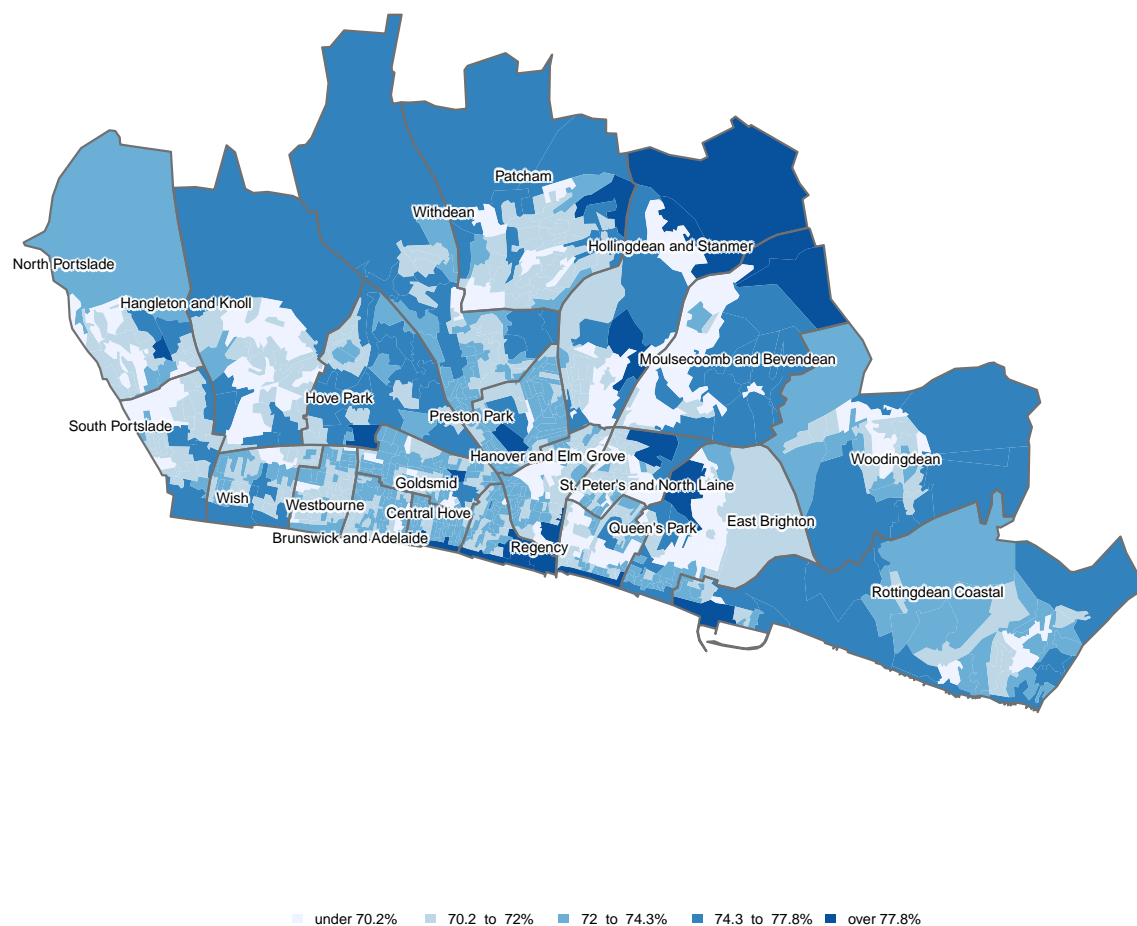 Patcham
Withdean
Hollingdean and Stanmer
North Portslade
Hangleton and Knoll
Moulsecoomb and Bevendean
Hove Park
Preston Park
South Portslade
Hanover and Elm Grove
Woodingdean
Goldsmid
St. Peter's and North Laine
Wish
Westbourne
Central Hove
East Brighton
Queen's Park
Brunswick and Adelaide
Regency
Rottingdean Coastal
under 70.2% 70.2 to 72% 72 to 74.3% 74.3 to 77.8% over 77.8%